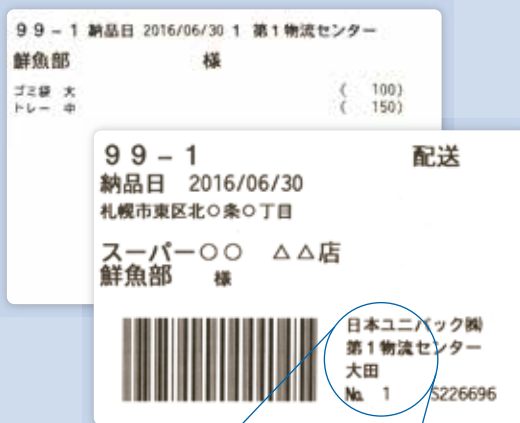 99-1 納品日 2016/06/30 1 第1物流センター
鮮魚部 様
ゴミ袋 大 ( 100)
トレー 中 ( 150)
99-1 配送
納品日 2016/06/30
札幌市東区北○条○丁目
スーパー○○ △△店
鮮魚部 様
日本ユニパック㈱
第1物流センター
大田
No. 1 S226696